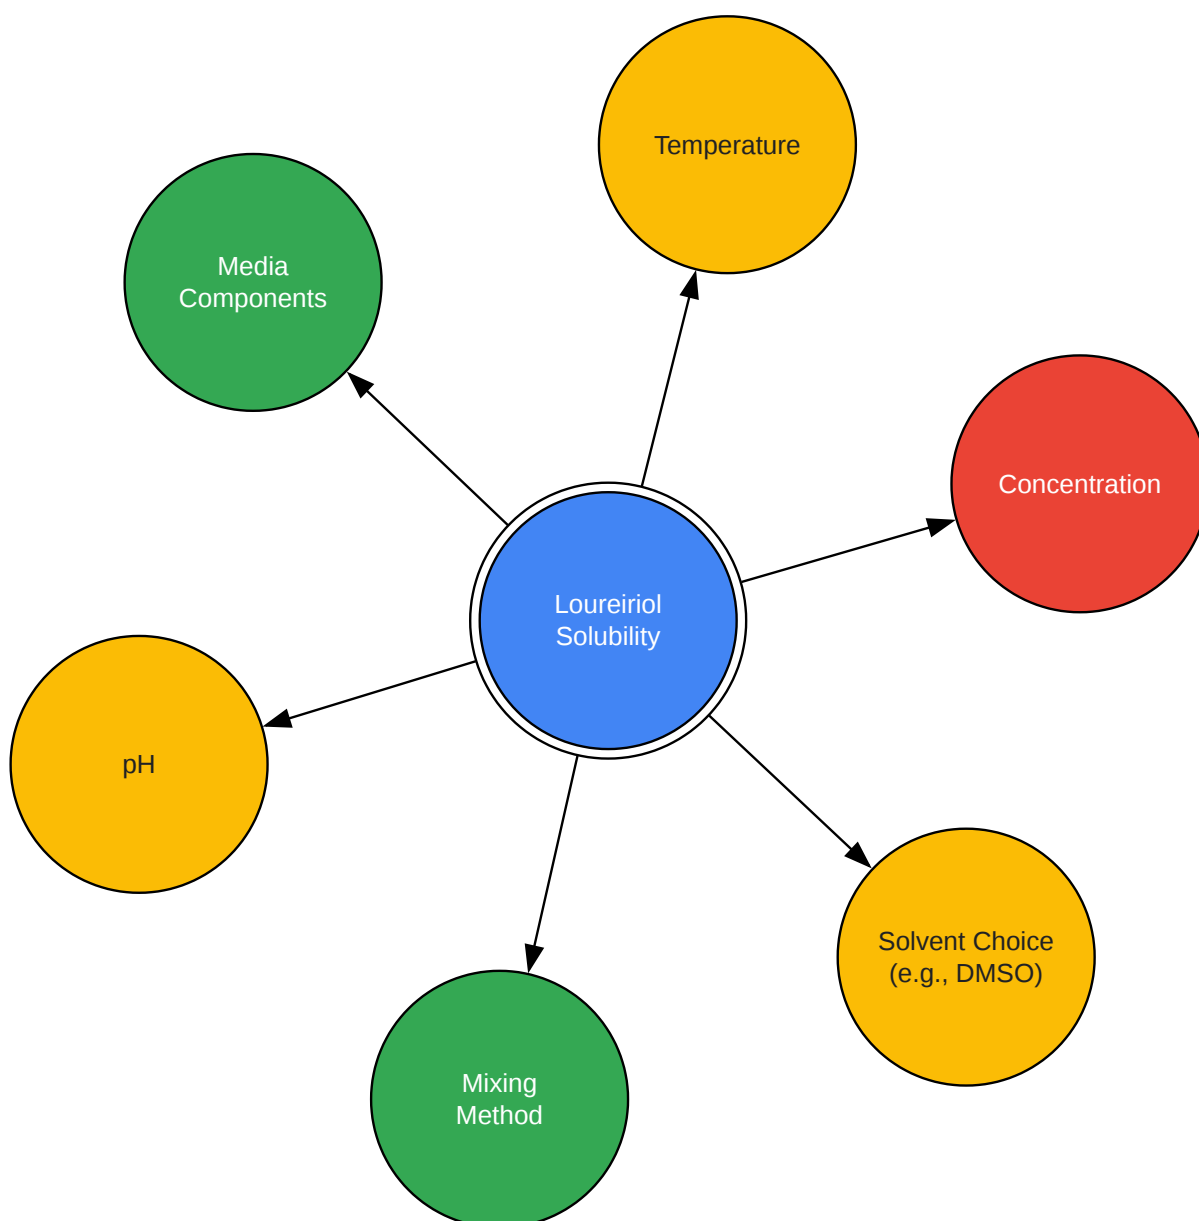 Temperature
Media
Components
Concentration
Loureiriol
Solubility
pH
Solvent Choice
(e.g., DMSO)
Mixing
Method